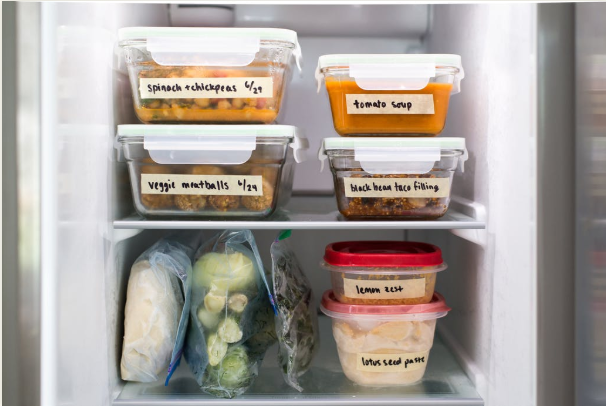 spinach + chickpeas 6/29
tomato soup
veggie meatballs 6/29
black bean taco filling
lemon zest
lotus seed paste